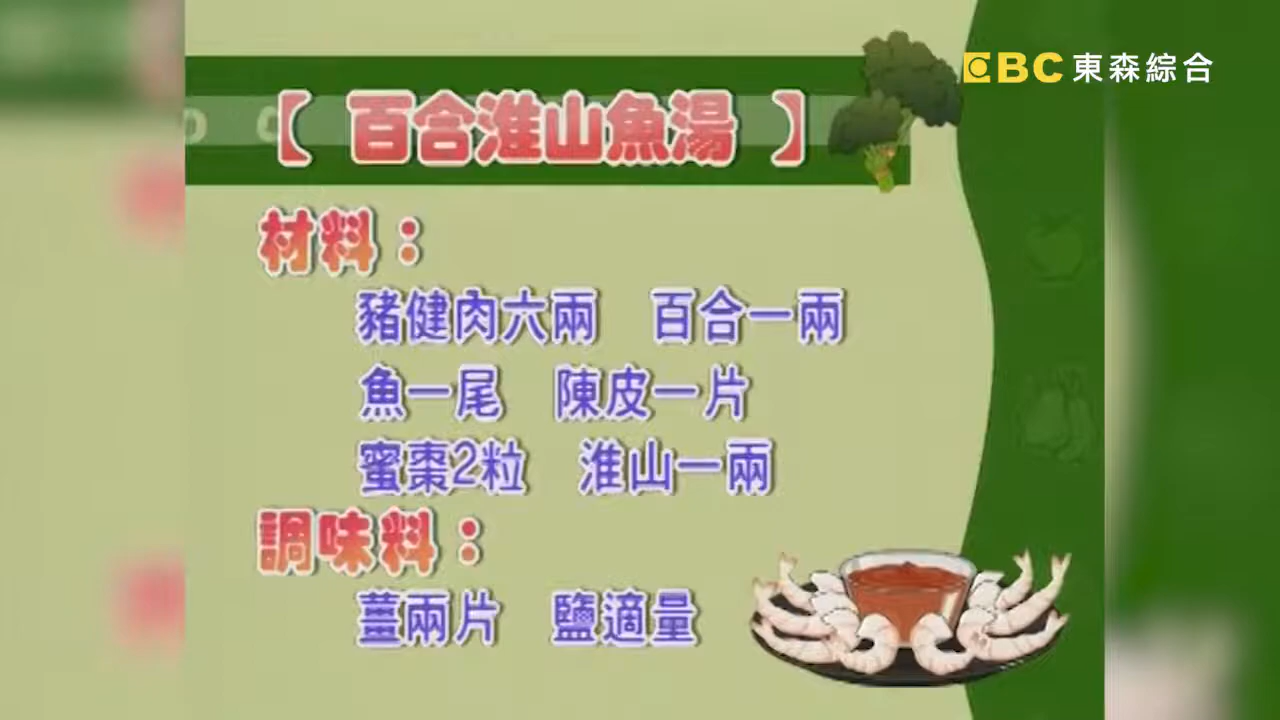 EBC 東森綜合
【 百合淮山魚湯 】
材料：
豬健肉六兩 百合一兩
魚一尾 陳皮一片
蜜棗2粒 淮山一兩
調味料：
薑兩片 鹽適量